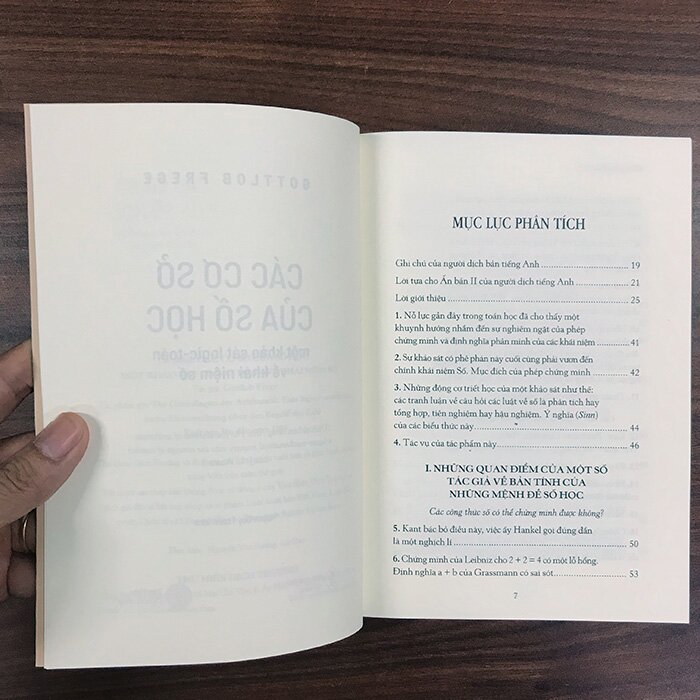 GOTTLOB FREGE
CÁC CƠ SỞ
CỦA SỐ HỌC
một khảo sát logic-toán
về khái niệm số
MỤC LỤC PHÂN TÍCH
Ghi chú của người dịch bản tiếng Anh 19
Lời tựa cho Ấn bản II của người dịch tiếng Anh 21
Lời giới thiệu 25
1. Nỗ lực gần đây trong toán học đã cho thấy một
khuynh hướng nhắm đến sự nghiêm ngặt của phép
chứng minh và định nghĩa phân minh của các khái niệm 41
2. Sự khảo sát có phê phán này cuối cùng phải vươn đến
chính khái niệm Số. Mục đích của phép chứng minh 42
3. Những động cơ triết học của một khảo sát như thế:
các tranh luận về câu hỏi các luật về số là phân tích hay
tổng hợp, tiên nghiệm hay hậu nghiệm. Ý nghĩa (Sinn)
của các biểu thức này 44
4. Tác vụ của tác phẩm này 46
I. NHỮNG QUAN ĐIỂM CỦA MỘT SỐ
TÁC GIẢ VỀ BẢN TÍNH CỦA
NHỮNG MỆNH ĐỀ SỐ HỌC
Các công thức số có thể chứng minh được không?
5. Kant bác bỏ điều này, việc ấy Hankel gọi đúng đắn
là một nghịch lí 50
6. Chứng minh của Leibniz cho 2 + 2 = 4 có một lỗ hổng.
Định nghĩa a + b của Grassmann có sai sót 53
7